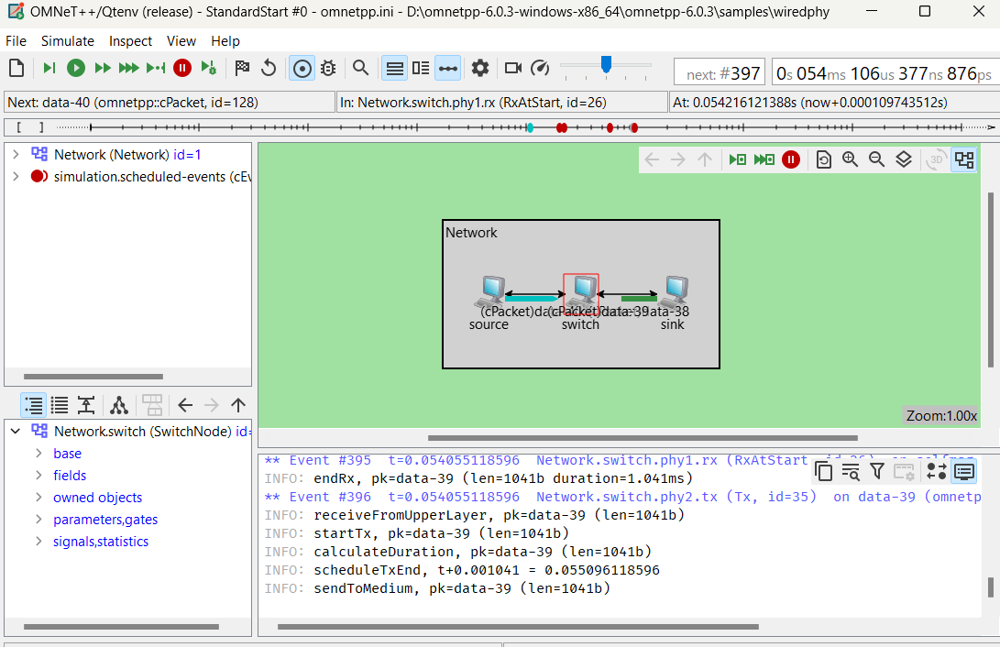 OMNeT++/Qtenv (release) - StandardStart #0 - omnetpp.ini - D:\omnetpp-6.0.3-windows-x86_64\omnetpp-6.0.3\samples\wiredphy
File Simulate Inspect View Help
next: #397 0s 054ms 106us 377ns 876ps
Next: data-40 (omnetpp::cPacket, id=128) In: Network.switch.phy1.rx (RxAtStart, id=26) At: 0.054216121388s (now+0.000109743512s)
[ ]
Network (Network) id=1
simulation.scheduled-events (cEv
3D
Network
(cPacket)data-39
data-38
source switch sink
Zoom:1.00x
Network.switch (SwitchNode) id=
base
fields
owned objects
parameters,gates
signals,statistics
** Event #395 t=0.054055118596 Network.switch.phy1.rx (RxAtStart
INFO: endRx, pk=data-39 (len=1041b duration=1.041ms)
** Event #396 t=0.054055118596 Network.switch.phy2.tx (Tx, id=35) on data-39 (omnetp
INFO: receiveFromUpperLayer, pk=data-39 (len=1041b)
INFO: startTx, pk=data-39 (len=1041b)
INFO: calculateDuration, pk=data-39 (len=1041b)
INFO: scheduleTxEnd, t+0.001041 = 0.055096118596
INFO: sendToMedium, pk=data-39 (len=1041b)